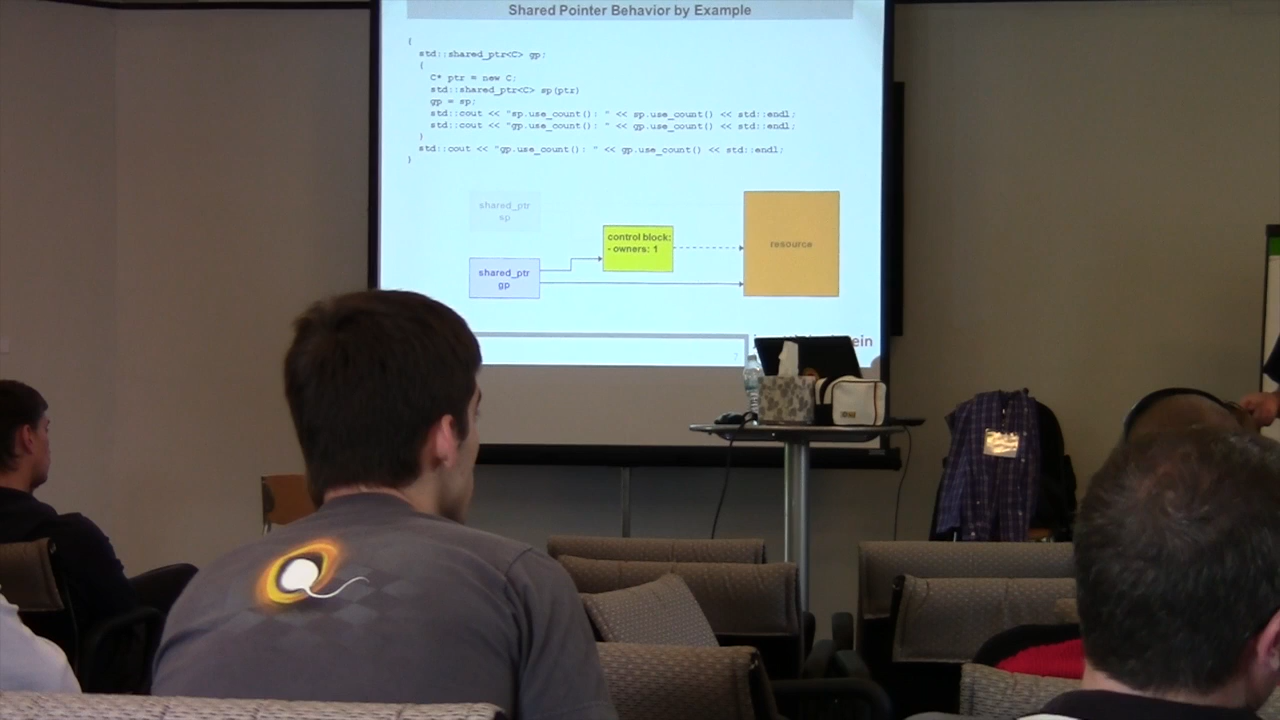 Shared Pointer Behavior by Example
{
std::shared_ptr<C> gp;
{
C* ptr = new C;
std::shared_ptr<C> sp(ptr)
gp = sp;
std::cout << "sp.use_count(): " << sp.use_count() << std::endl;
std::cout << "gp.use_count(): " << gp.use_count() << std::endl;
}
std::cout << "gp.use_count(): " << gp.use_count() << std::endl;
}
shared_ptr
sp
control block:
- owners: 1
resource
shared_ptr
gp
7